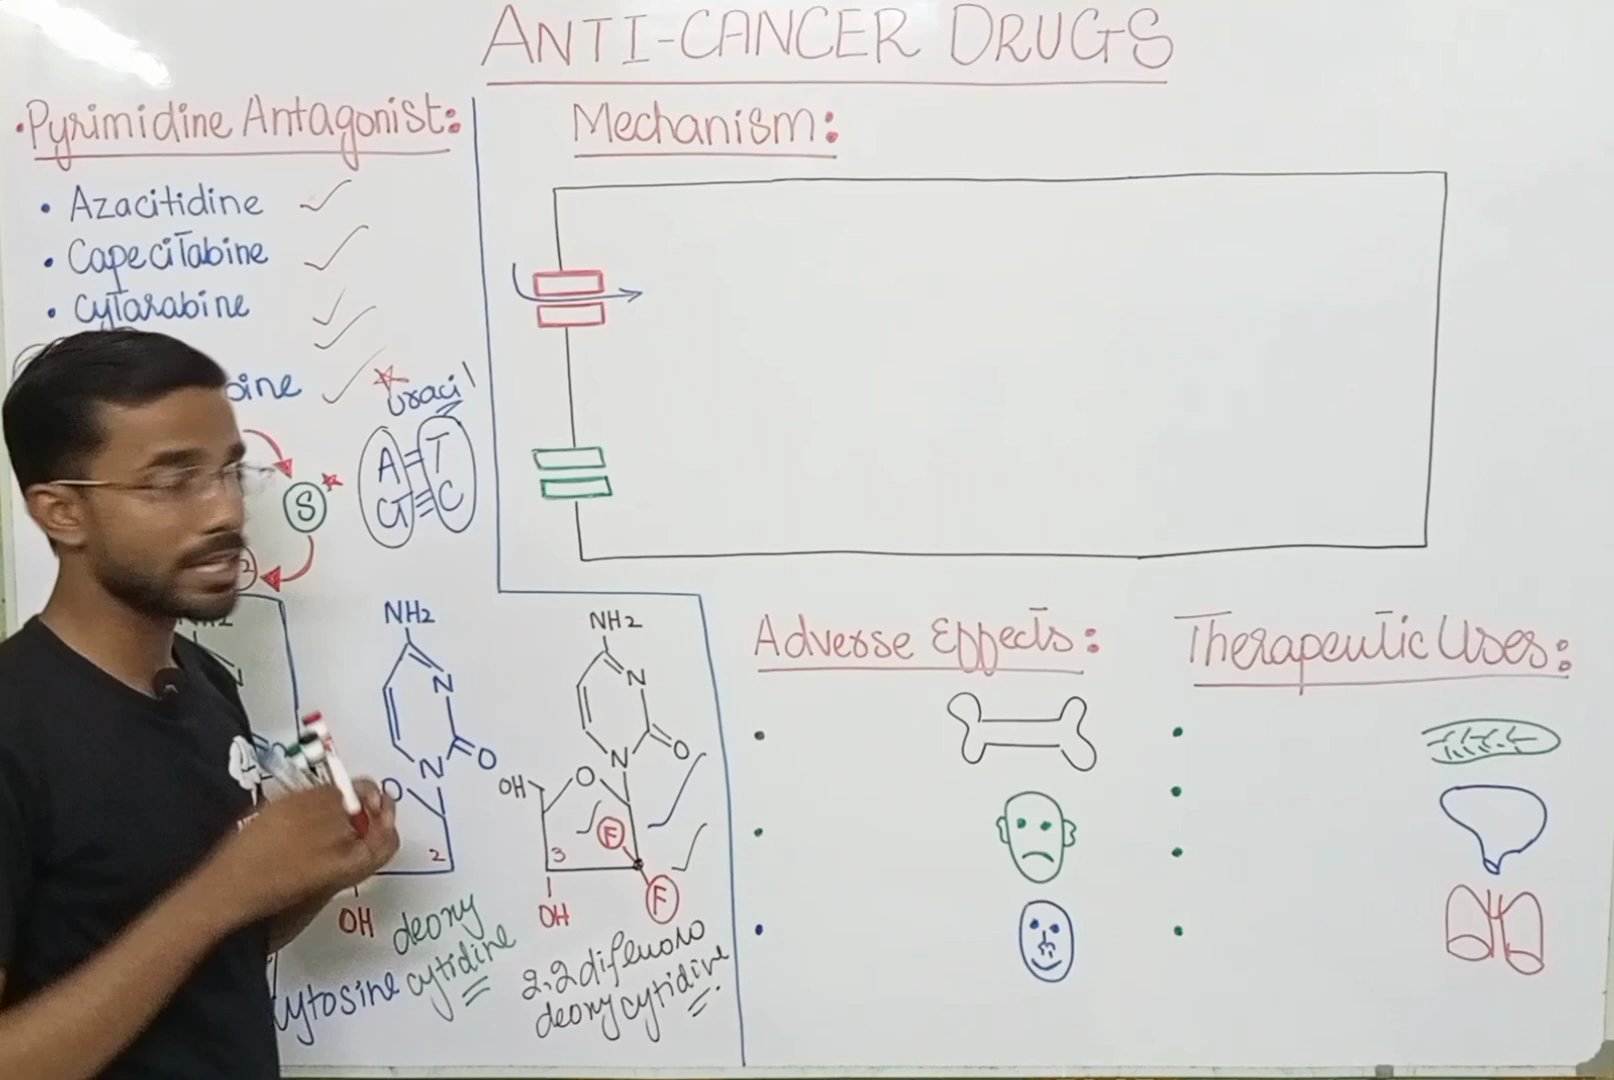 ANTI-CANCER DRUGS
• Pyrimidine Antagonist:
• Azacitidine
• Capecitabine
• Cytarabine
bine
Uracil
A=T
G≡C
S
NH2
N
N
O
O
2
OH
deoxy
cytosine cytidine
NH2
N
N
O
OH
O
F
3
F
OH
2.2 difluoro
deoxycytidine
Mechanism:
Adverse Effects:
Therapeutic Uses: